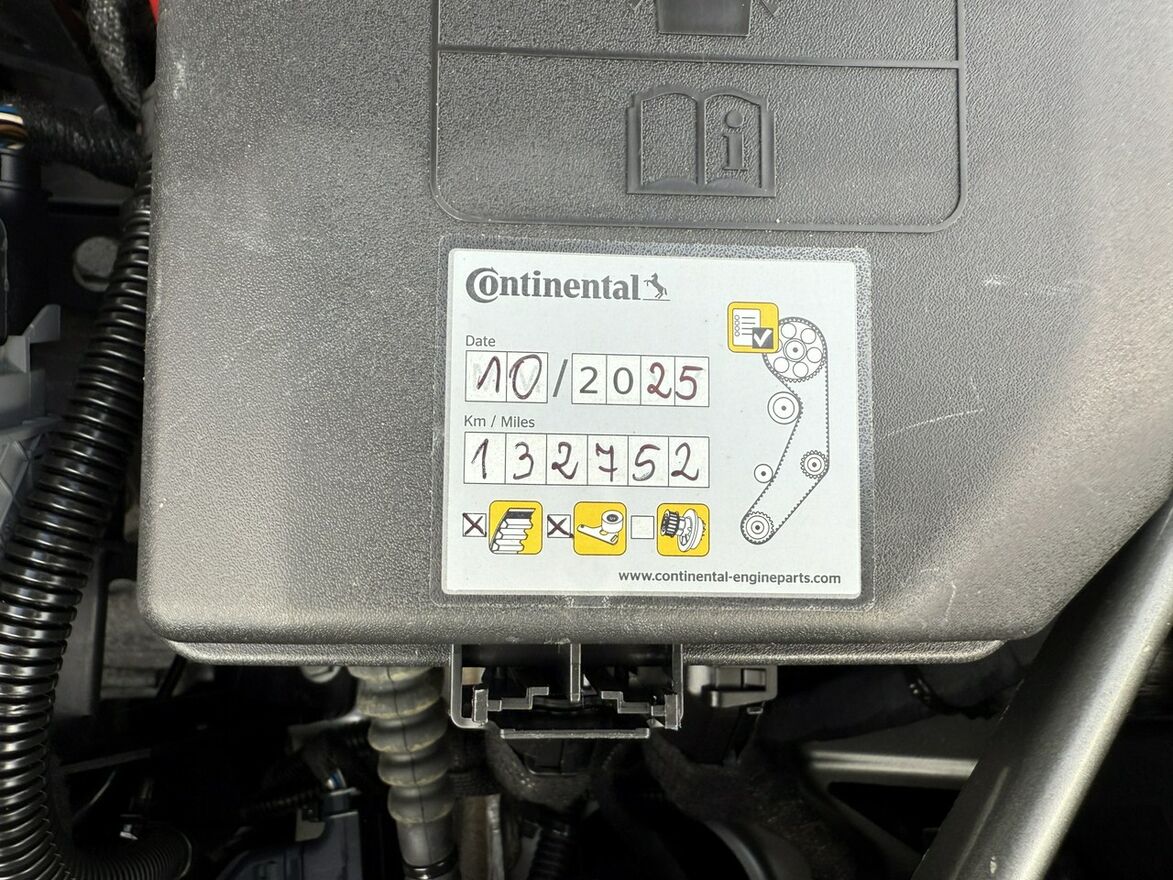 i
Continental
Date
10/2025
Km / Miles
132752
www.continental-engineparts.com